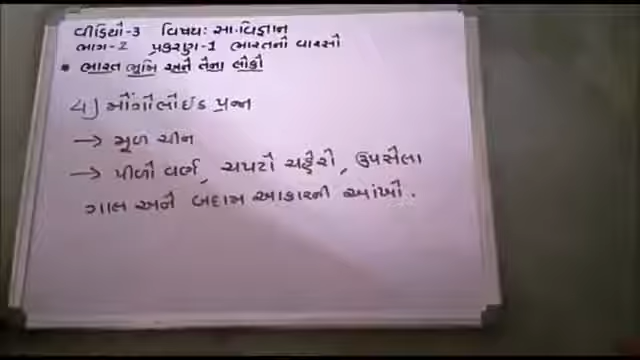 વીડિયો-3 વિષય: સા.વિજ્ઞાન
ભાગ-2 પ્રકરણ-1 ભારતનો વારસો
• ભારત ભૂમિ અને તેના લોકો
4) મોંગોલોઈડ પ્રજા
→ મૂળ ચીન
→ પીળો વર્ણ, ચપટો ચહેરો, ઉપસેલા
ગાલ અને બદામ આકારની આંખો.